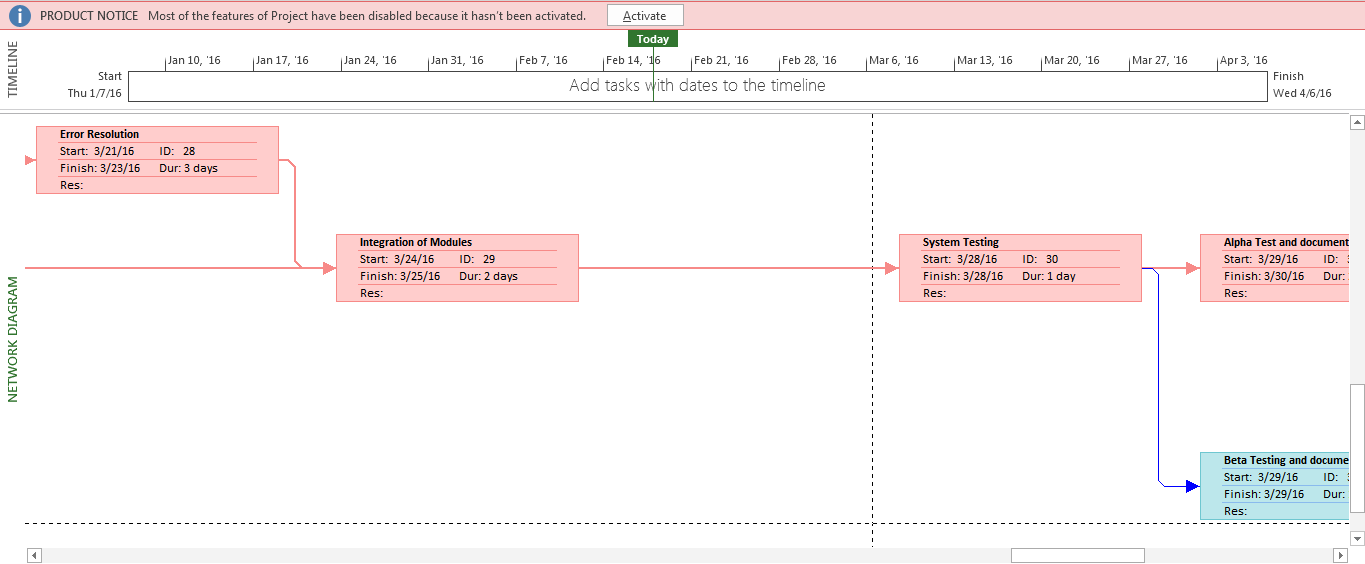 PRODUCT NOTICE Most of the features of Project have been disabled because it hasn't been activated. Activate
TIMELINE
Today
Jan 10, '16 Jan 17, '16 Jan 24, '16 Jan 31, '16 Feb 7, '16 Feb 14, '16 Feb 21, '16 Feb 28, '16 Mar 6, '16 Mar 13, '16 Mar 20, '16 Mar 27, '16 Apr 3, '16
Start
Thu 1/7/16
Add tasks with dates to the timeline
Finish
Wed 4/6/16
NETWORK DIAGRAM
Error Resolution
Start: 3/21/16 ID: 28
Finish: 3/23/16 Dur: 3 days
Res:
Integration of Modules
Start: 3/24/16 ID: 29
Finish: 3/25/16 Dur: 2 days
Res:
System Testing
Start: 3/28/16 ID: 30
Finish: 3/28/16 Dur: 1 day
Res:
Alpha Test and document
Start: 3/29/16 ID:
Finish: 3/30/16 Dur:
Res:
Beta Testing and docume
Start: 3/29/16 ID:
Finish: 3/29/16 Dur:
Res: